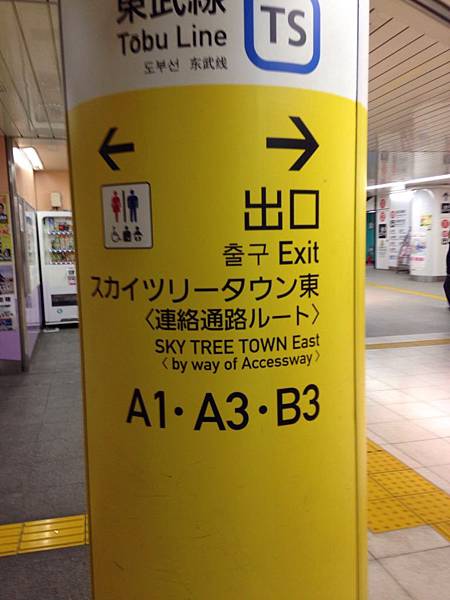 東武線
TS
Tobu Line
도부선 东武线
← →
出口
출구 Exit
スカイツリータウン東
〈連絡通路ルート〉
SKY TREE TOWN East
〈by way of Accessway〉
A1・A3・B3